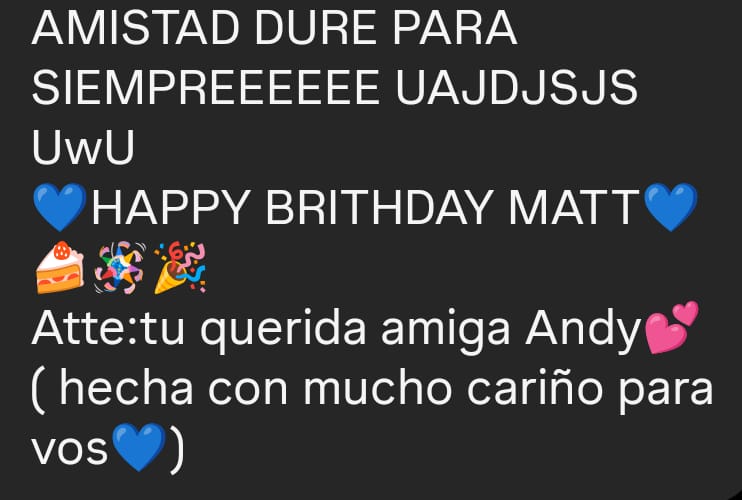 AMISTAD DURE PARA
SIEMPREEEEEEE UAJDJSJS
UwU
💙HAPPY BRITHDAY MATT💙
🍰🪅🎉
Atte:tu querida amiga Andy💕
( hecha con mucho cariño para
vos💙)